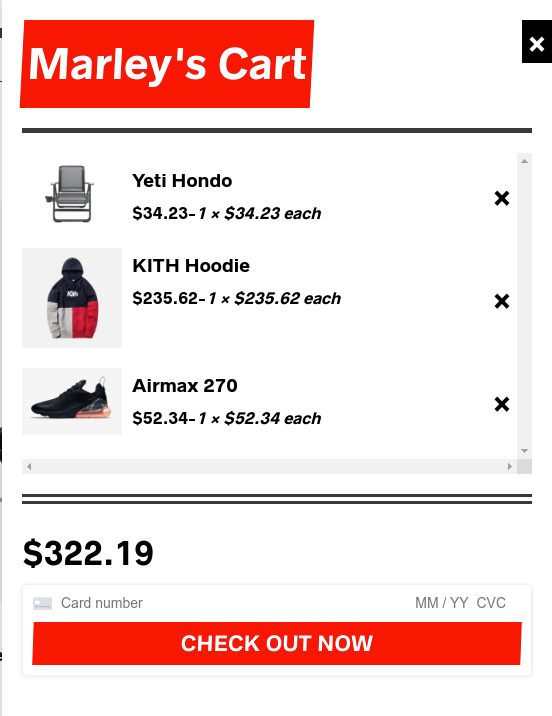 Marley's Cart
×
Yeti Hondo
$34.23-1 × $34.23 each
×
Kith
KITH Hoodie
$235.62-1 × $235.62 each
×
Airmax 270
$52.34-1 × $52.34 each
×
$322.19
Card number MM / YY CVC
CHECK OUT NOW